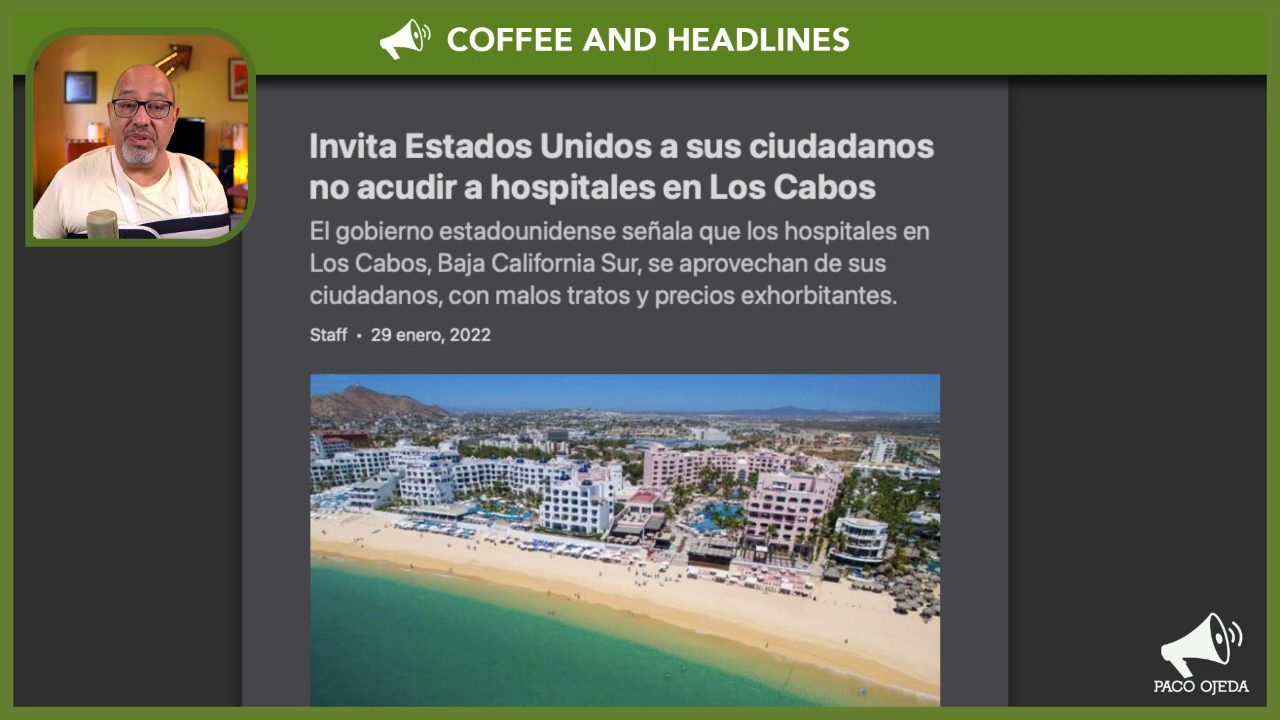 COFFEE AND HEADLINES
Invita Estados Unidos a sus ciudadanos
no acudir a hospitales en Los Cabos
El gobierno estadounidense señala que los hospitales en
Los Cabos, Baja California Sur, se aprovechan de sus
ciudadanos, con malos tratos y precios exhorbitantes.
Staff • 29 enero, 2022
PACO OJEDA